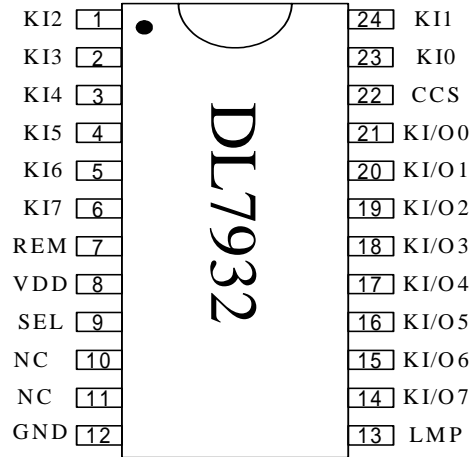 KI2 1 24 KI1
KI3 2 23 KI0
KI4 3 22 CCS
KI5 4 21 KI/O0
KI6 5 20 KI/O1
KI7 6 19 KI/O2
REM 7 18 KI/O3
VDD 8 17 KI/O4
SEL 9 16 KI/O5
NC 10 15 KI/O6
NC 11 14 KI/O7
GND 12 13 LMP
DL7932